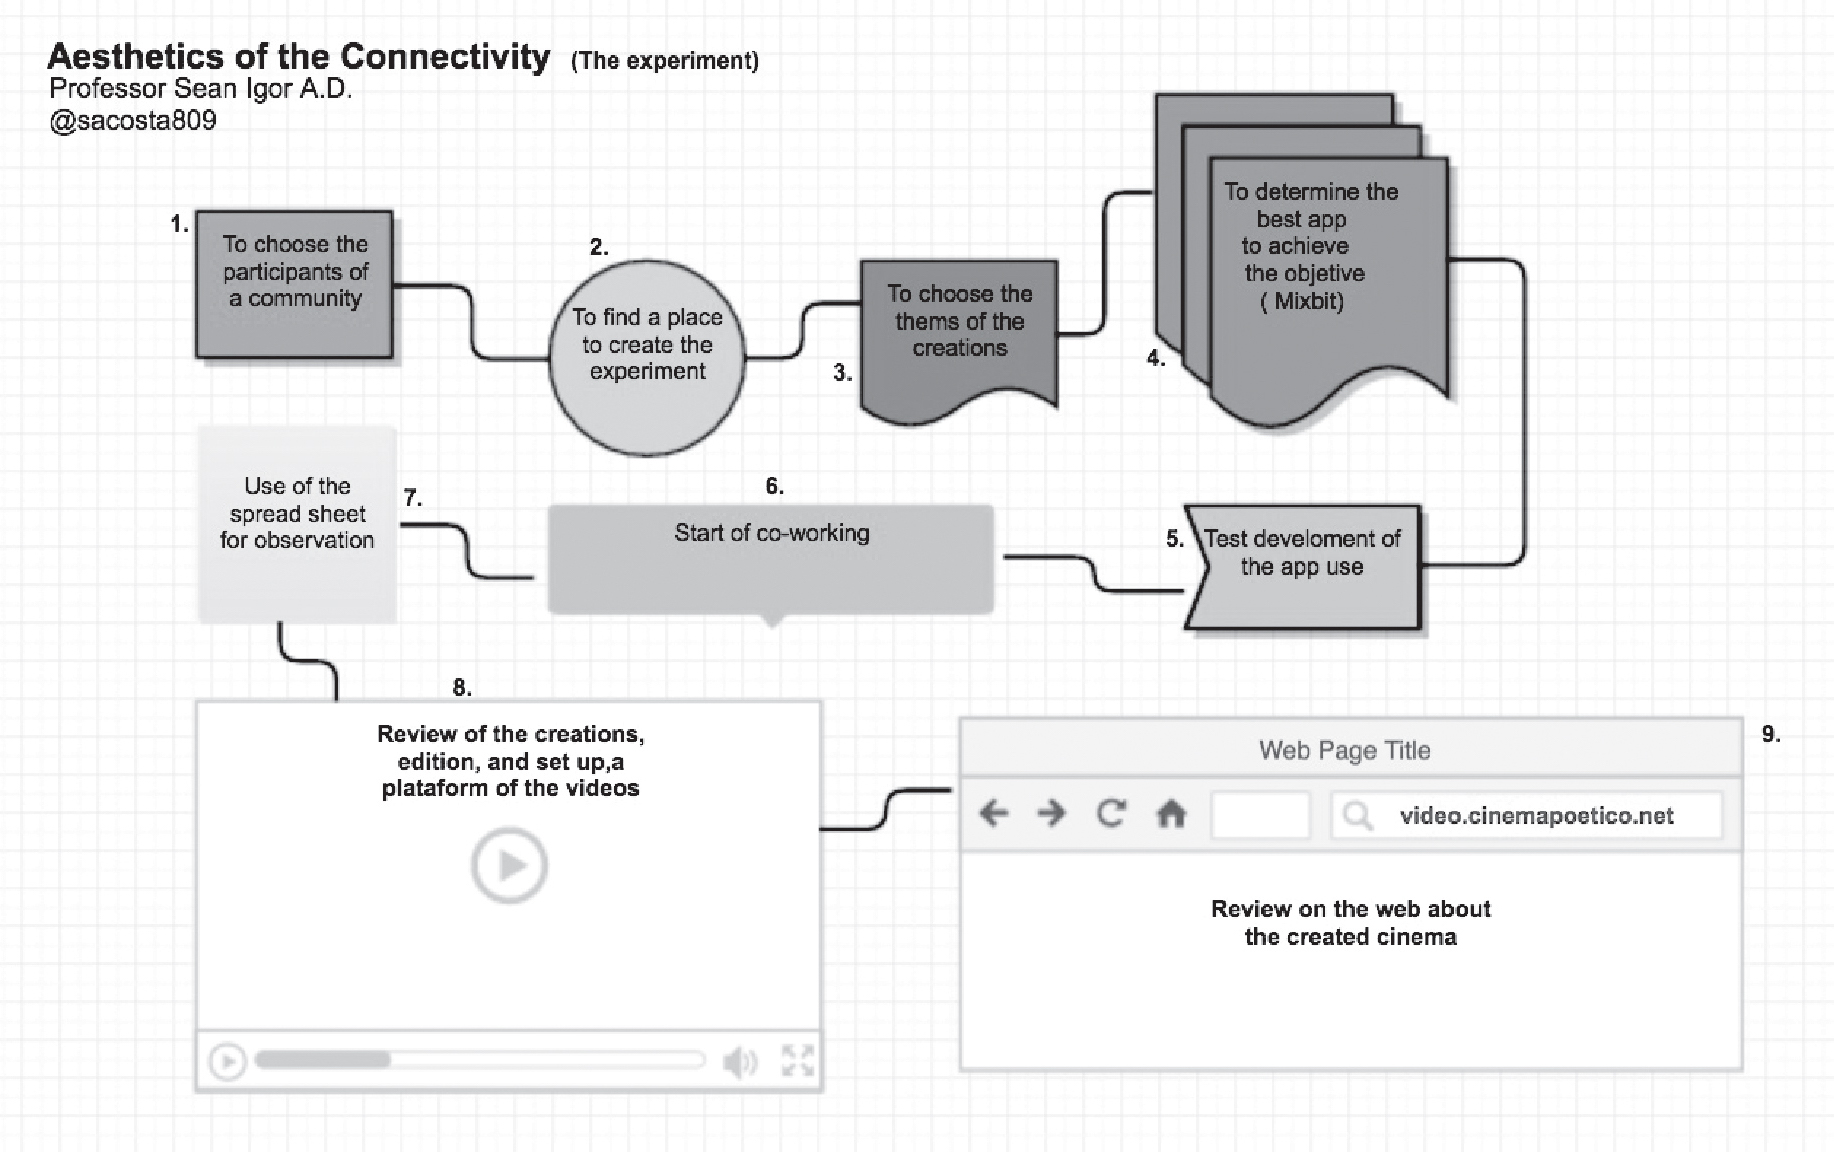 Aesthetics of the Connectivity (The experiment)
Professor Sean Igor A.D.
@sacosta809
1.
To choose the
participants of
a community
2.
To find a place
to create the
experiment
3.
To choose the
thems of the
creations
4.
To determine the
best app
to achieve
the objetive
( Mixbit)
5.
Test develoment of
the app use
6.
Start of co-working
7.
Use of the
spread sheet
for observation
8.
Review of the creations,
edition, and set up,a
plataform of the videos
9.
Web Page Title
video.cinemapoetico.net
Review on the web about
the created cinema